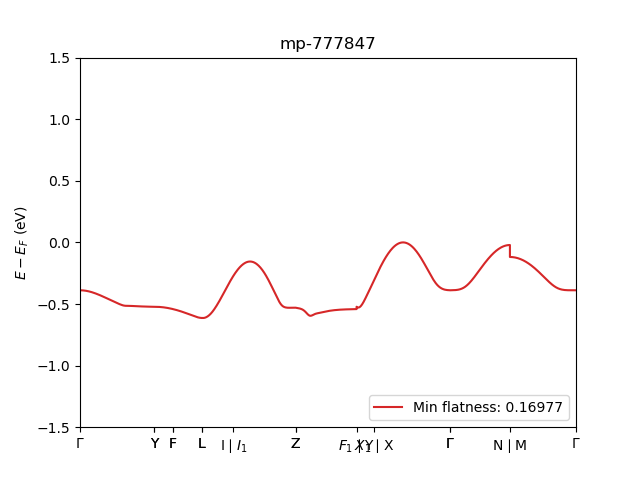 mp-777847
1.5
1.0
0.5
0.0
−0.5
−1.0
−1.5
E − E_F (eV)
Min flatness: 0.16977
Γ Y F L I | I₁ Z Γ N | M Γ